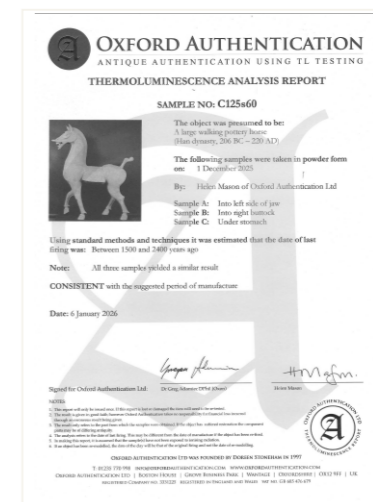 OXFORD AUTHENTICATION
ANTIQUE AUTHENTICATION USING TL TESTING
THERMOLUMINESCENCE ANALYSIS REPORT
SAMPLE NO: C125s60
The object was presumed to be:
A large walking pottery horse
(Han dynasty, 206 BC – 220 AD)
The following samples were taken in powder form
on: 1 December 2025
By: Helen Mason of Oxford Authentication Ltd
Sample A: Into left side of jaw
Sample B: Into right buttock
Sample C: Under stomach
Using standard methods and techniques it was estimated that the date of last
firing was: Between 1500 and 2400 years ago
Note: All three samples yielded a similar result
CONSISTENT with the suggested period of manufacture
Date: 6 January 2026
Signed for Oxford Authentication Ltd:
Helen Mason
NOTES:
OXFORD AUTHENTICATION LTD WAS FOUNDED BY DOREEN STONEHAM IN 1997